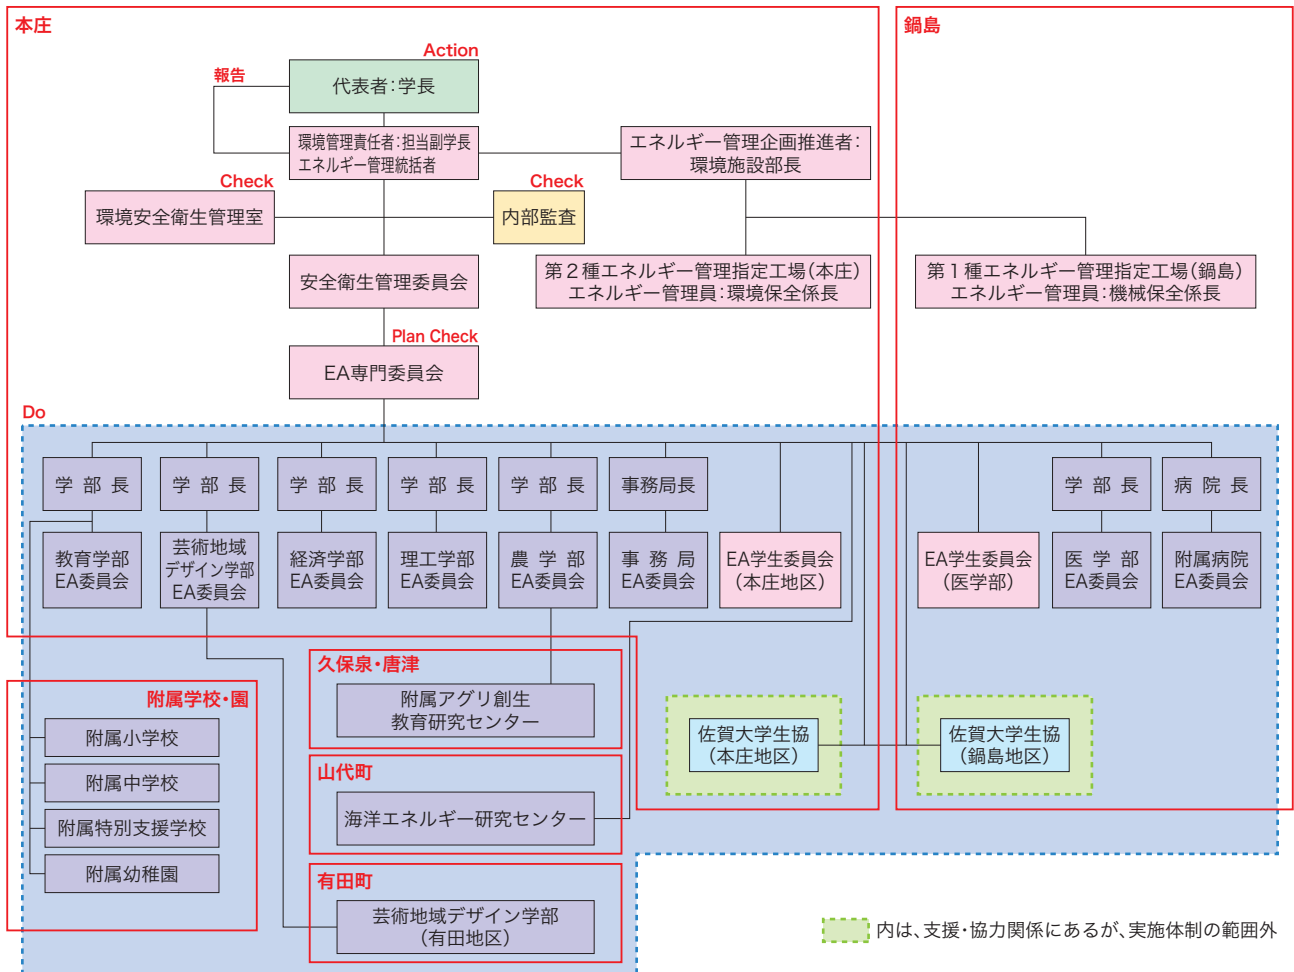 本庄
鍋島
Action
報告
代表者：学長
環境管理責任者：担当副学長
エネルギー管理統括者
エネルギー管理企画推進者：
環境施設部長
Check
環境安全衛生管理室
Check
内部監査
安全衛生管理委員会
第２種エネルギー管理指定工場（本庄）
エネルギー管理員：環境保全係長
第１種エネルギー管理指定工場（鍋島）
エネルギー管理員：機械保全係長
Plan Check
EA専門委員会
Do
学部長
学部長
学部長
学部長
学部長
事務局長
学部長
病院長
教育学部
EA委員会
芸術地域
デザイン学部
EA委員会
経済学部
EA委員会
理工学部
EA委員会
農学部
EA委員会
事務局
EA委員会
EA学生委員会
（本庄地区）
EA学生委員会
（医学部）
医学部
EA委員会
附属病院
EA委員会
附属学校・園
附属小学校
附属中学校
附属特別支援学校
附属幼稚園
久保泉・唐津
附属アグリ創生
教育研究センター
山代町
海洋エネルギー研究センター
有田町
芸術地域デザイン学部
（有田地区）
佐賀大学生協
（本庄地区）
佐賀大学生協
（鍋島地区）
内は、支援・協力関係にあるが、実施体制の範囲外